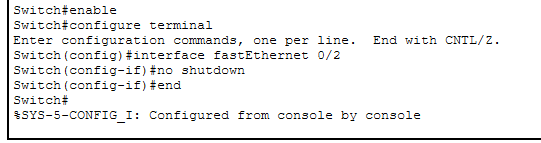 Switch#enable
Switch#configure terminal
Enter configuration commands, one per line.  End with CNTL/Z.
Switch(config)#interface fastEthernet 0/2
Switch(config-if)#no shutdown
Switch(config-if)#end
Switch#
%SYS-5-CONFIG_I: Configured from console by console